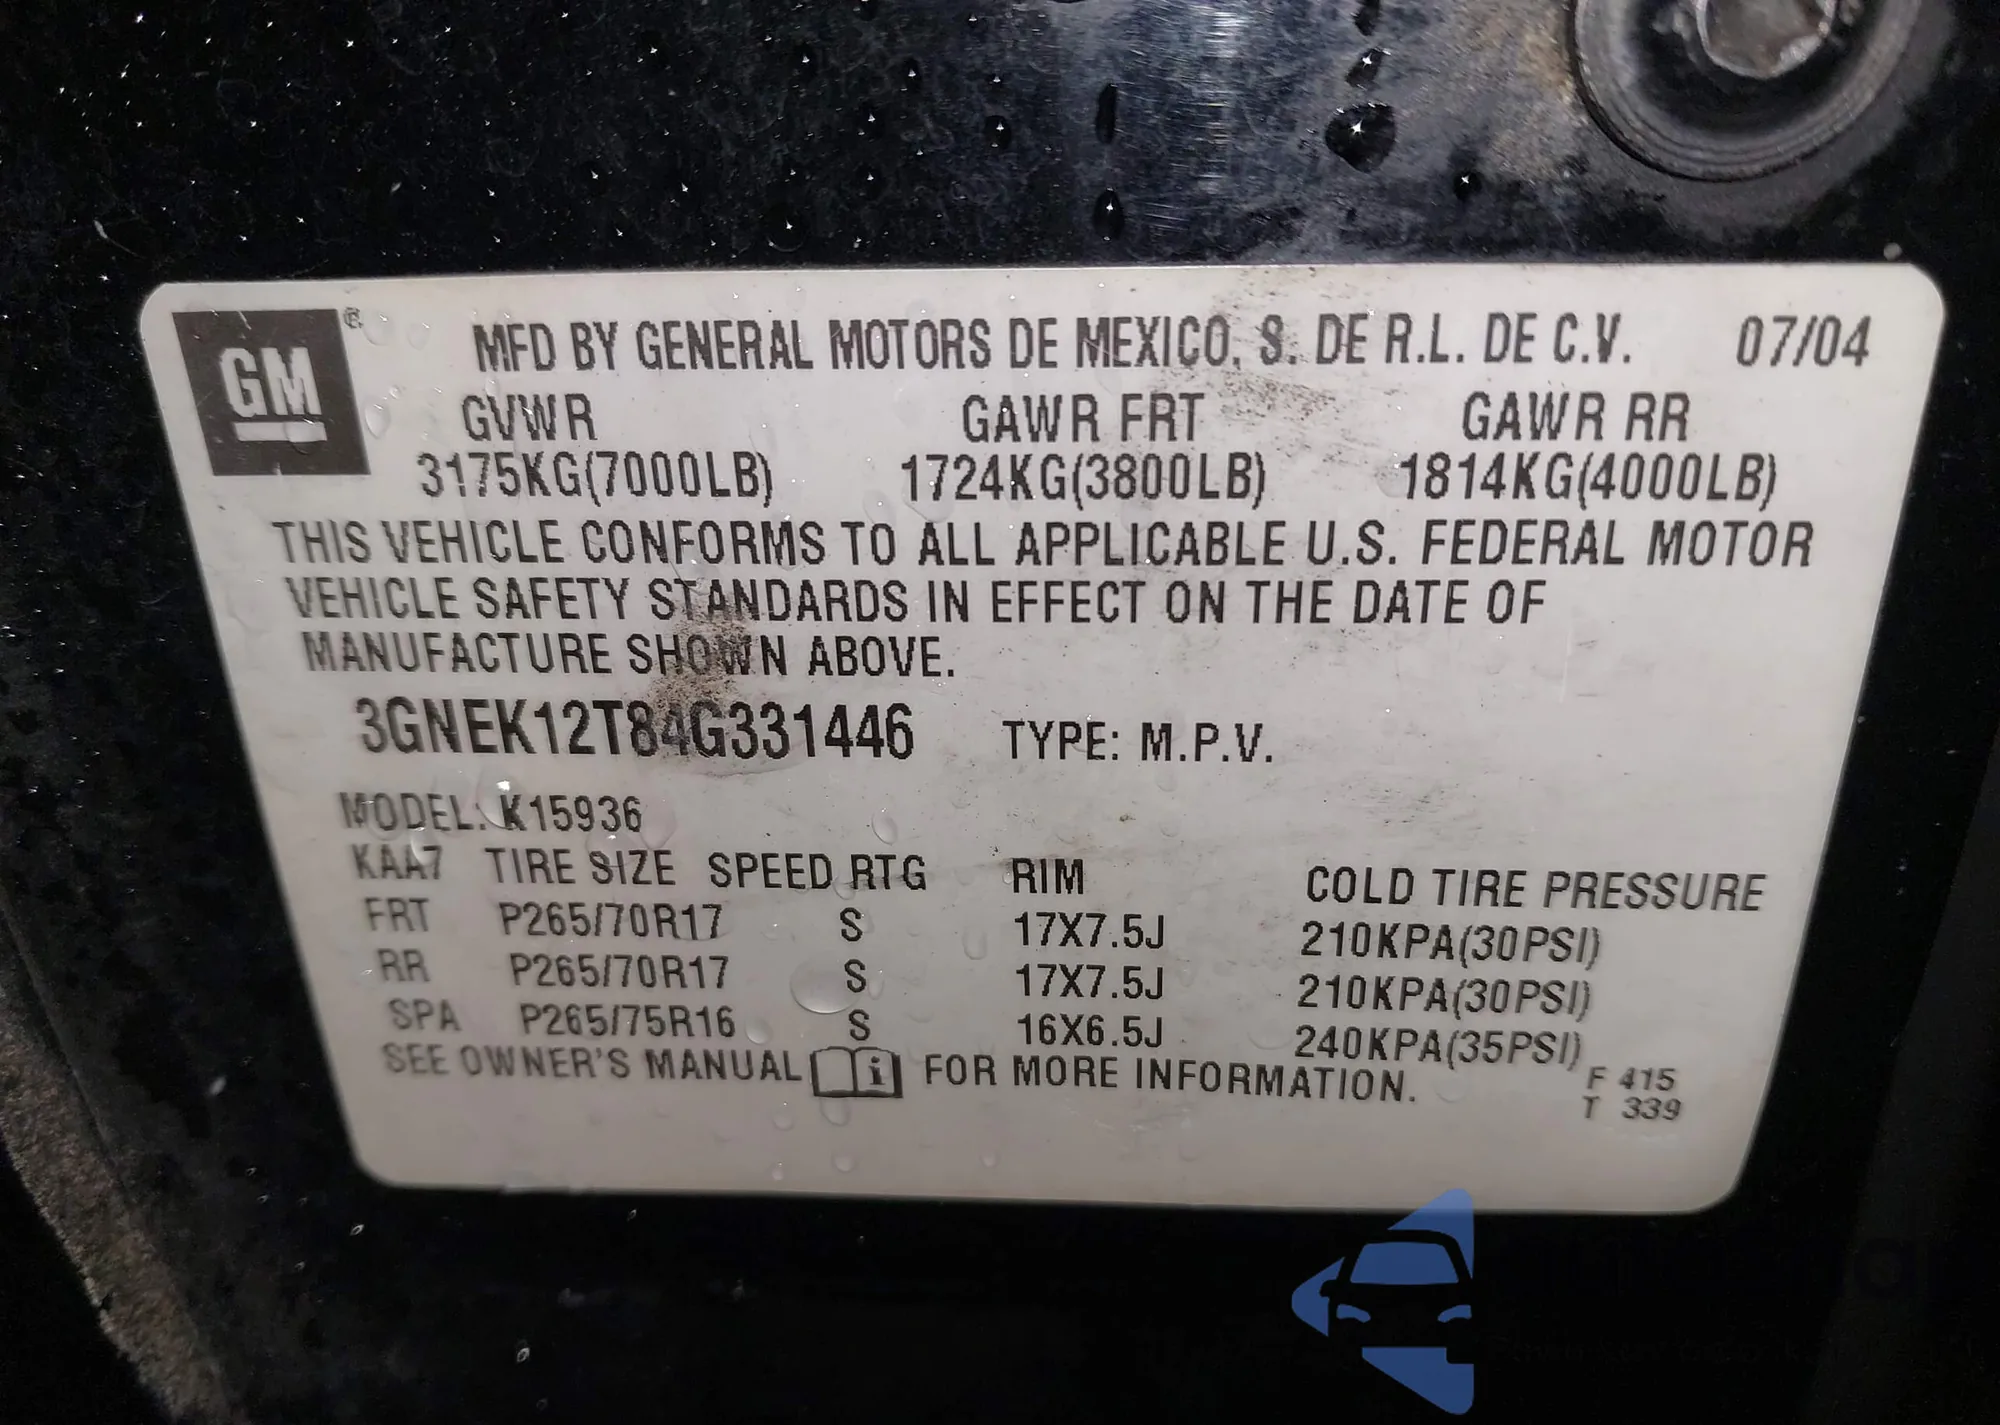 GM ®
MFD BY GENERAL MOTORS DE MEXICO, S. DE R.L. DE C.V. 07/04
GVWR GAWR FRT GAWR RR
3175KG(7000LB) 1724KG(3800LB) 1814KG(4000LB)
THIS VEHICLE CONFORMS TO ALL APPLICABLE U.S. FEDERAL MOTOR
VEHICLE SAFETY STANDARDS IN EFFECT ON THE DATE OF
MANUFACTURE SHOWN ABOVE.
3GNEK12T84G331446 TYPE: M.P.V.
MODEL: K15936
KAA7 TIRE SIZE SPEED RTG RIM COLD TIRE PRESSURE
FRT P265/70R17 S 17X7.5J 210KPA(30PSI)
RR P265/70R17 S 17X7.5J 210KPA(30PSI)
SPA P265/75R16 S 16X6.5J 240KPA(35PSI)
SEE OWNER'S MANUAL i FOR MORE INFORMATION.
F 415
T 339